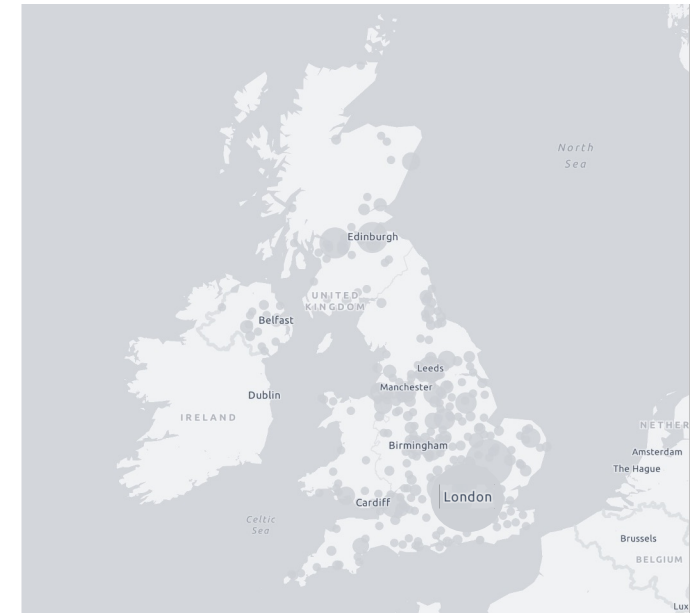 North
Sea
Edinburgh
UNITED
KINGDOM
Belfast
Leeds
Manchester
Dublin
IRELAND
NETHER
Birmingham
Amsterdam
The Hague
London
Cardiff
Celtic
Sea
Brussels
BELGIUM
Lux